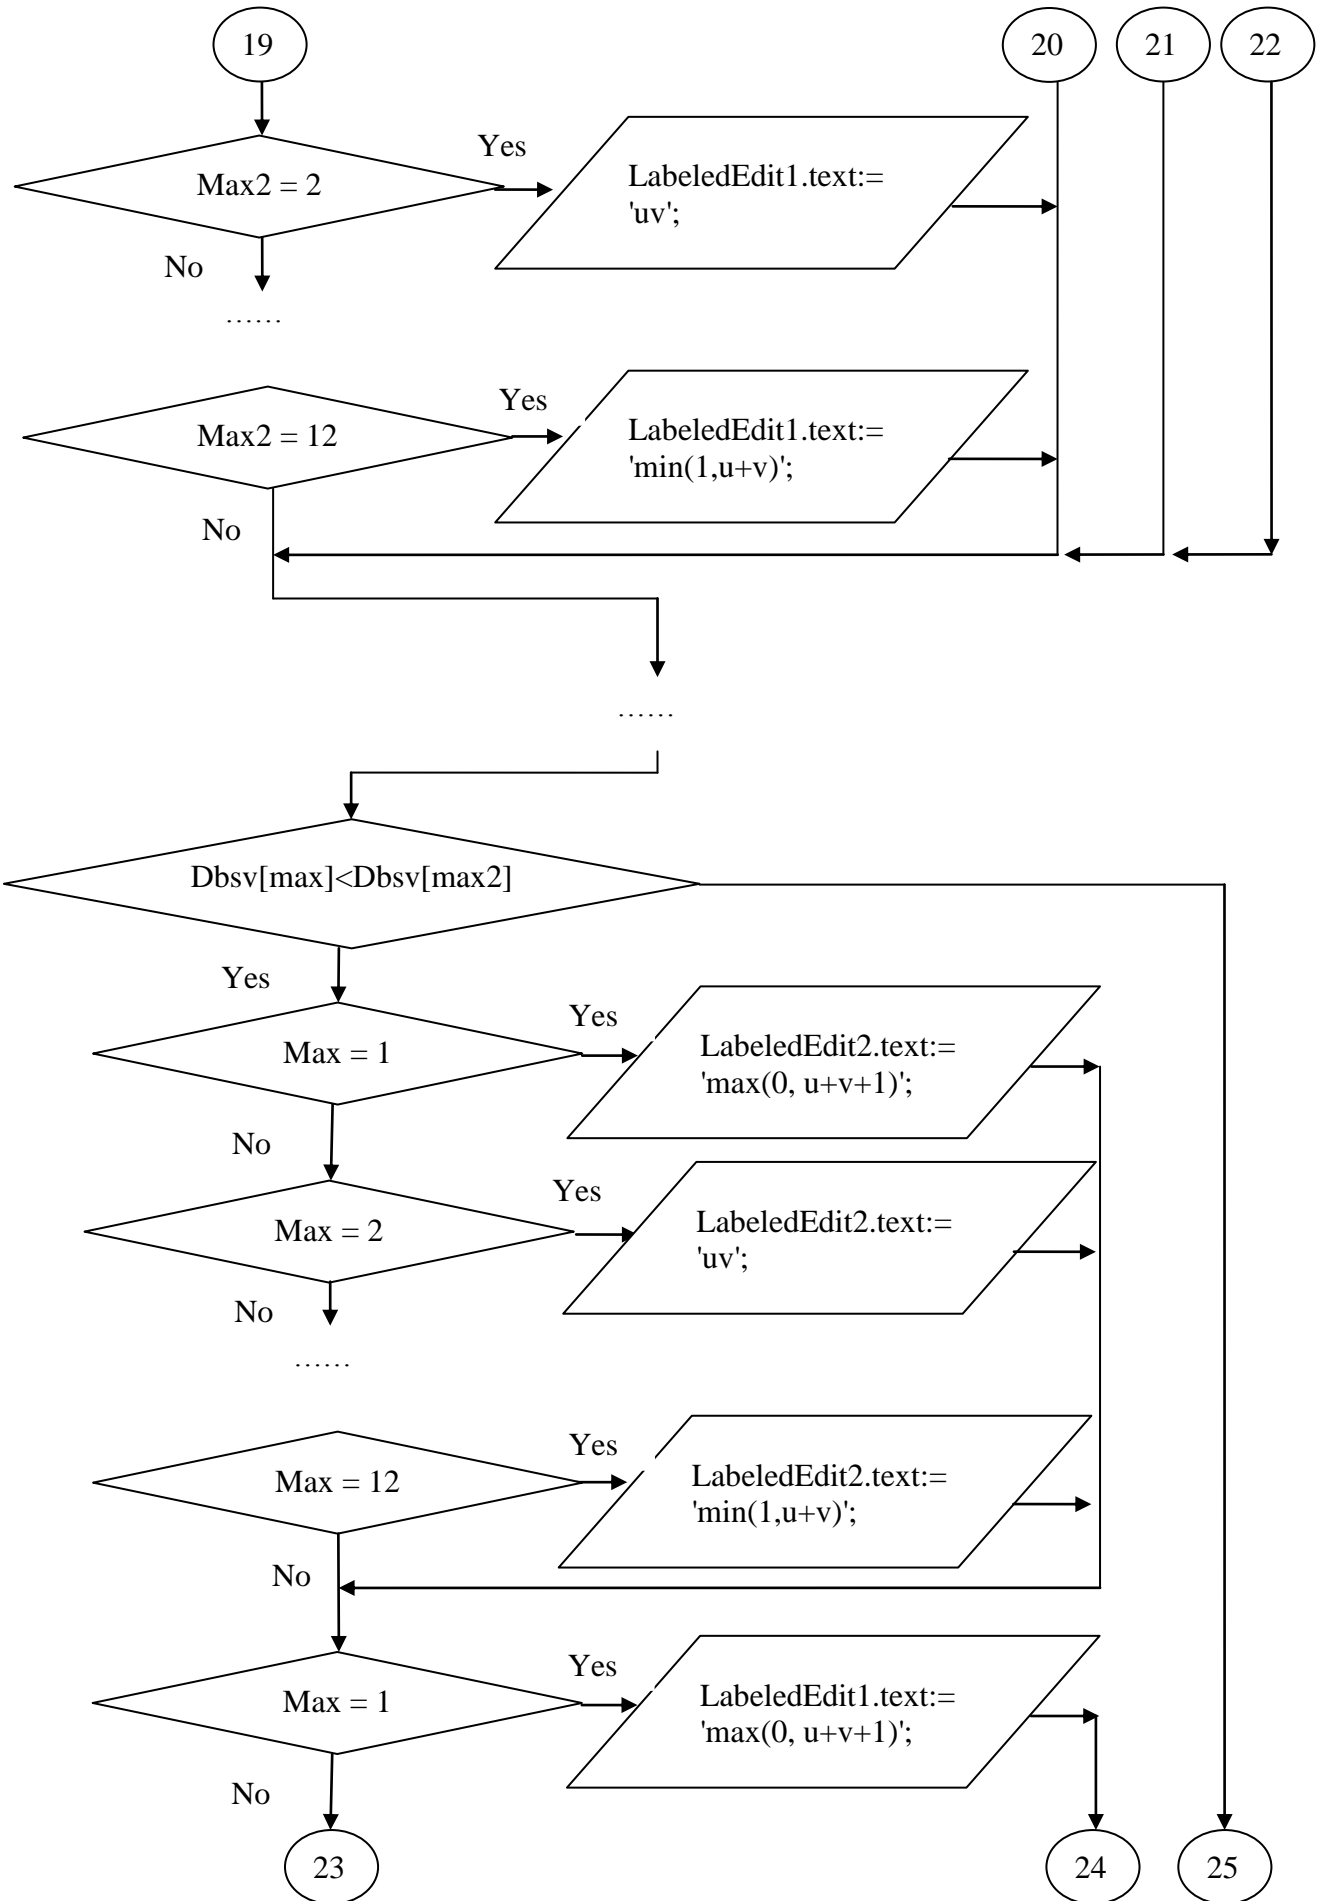 19
20
21
22
Yes
Max2 = 2
LabeledEdit1.text:=
'uv';
No
......
Yes
Max2 = 12
LabeledEdit1.text:=
'min(1,u+v)';
No
......
Dbsv[max]<Dbsv[max2]
Yes
Yes
Max = 1
LabeledEdit2.text:=
'max(0, u+v+1)';
No
Yes
Max = 2
LabeledEdit2.text:=
'uv';
No
......
Yes
Max = 12
LabeledEdit2.text:=
'min(1,u+v)';
No
Yes
Max = 1
LabeledEdit1.text:=
'max(0, u+v+1)';
No
23
24
25